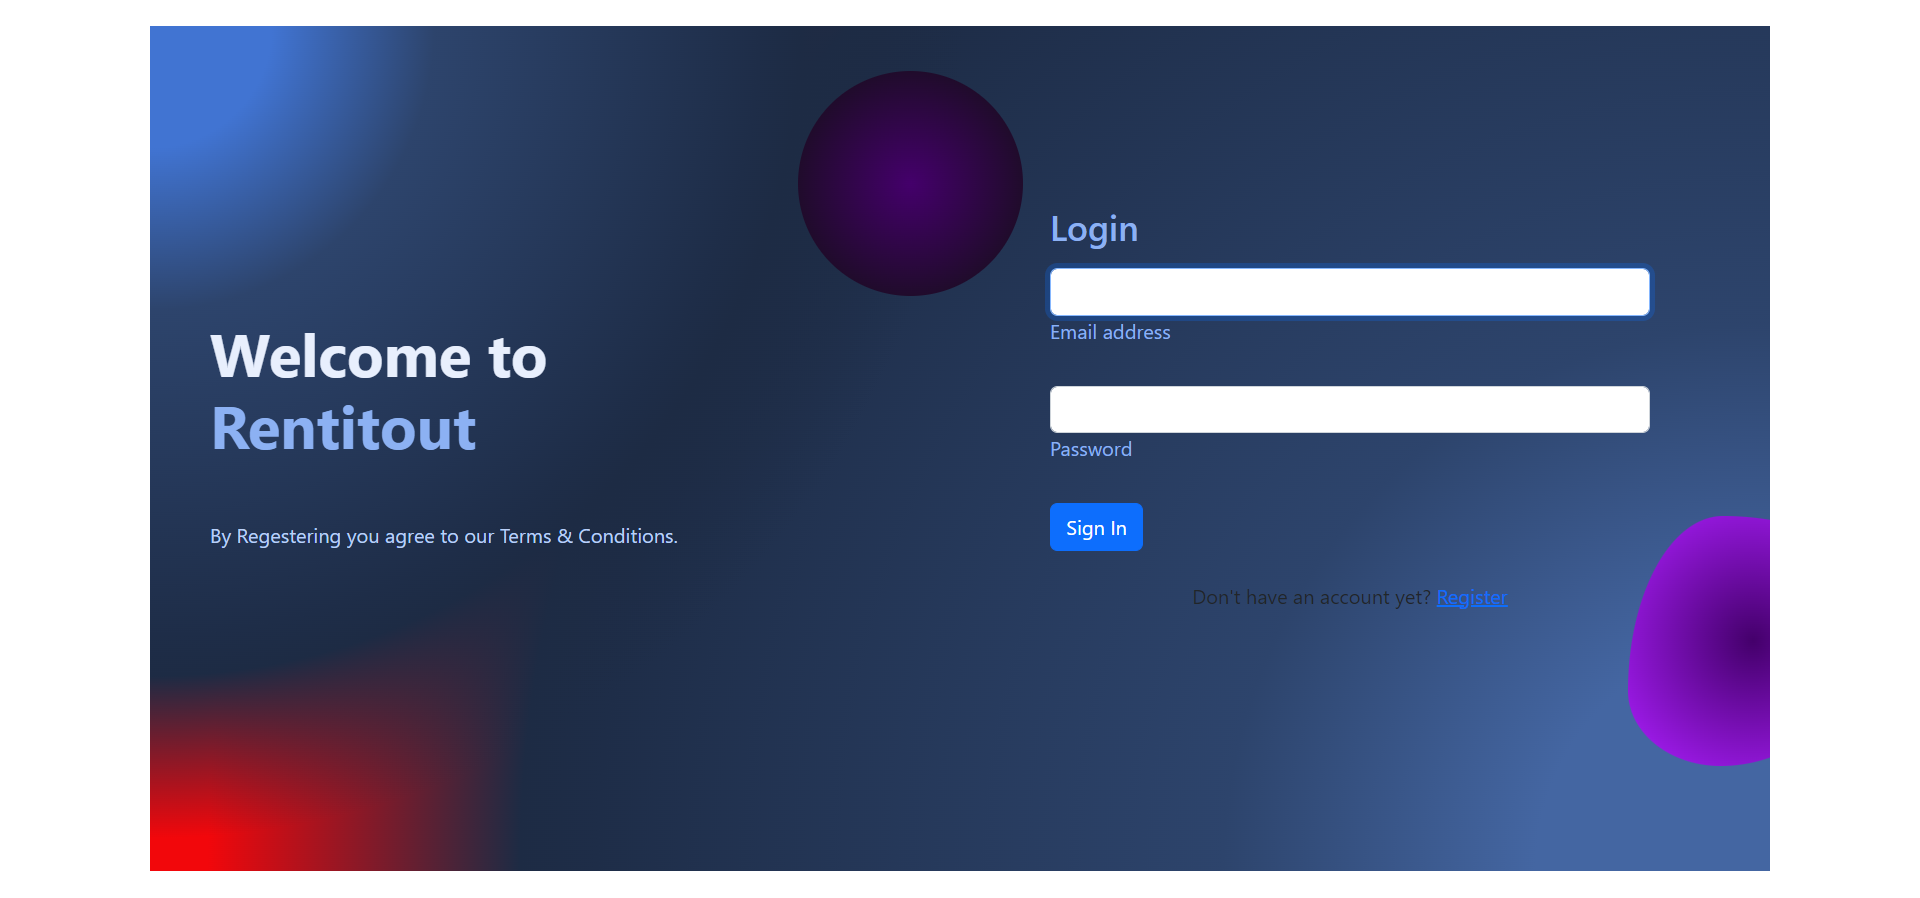 Welcome to
Rentitout
By Regestering you agree to our Terms & Conditions.
Login
Email address
Password
Sign In
Don't have an account yet? Register